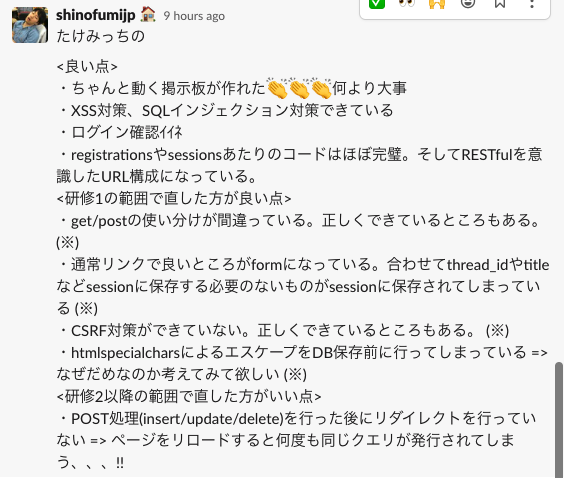 shinofumijp 9 hours ago
たけみっちの
<良い点>
・ちゃんと動く掲示板が作れた👏👏👏何より大事
・XSS対策、SQLインジェクション対策できている
・ログイン確認ｲｲﾈ
・registrationsやsessionsあたりのコードはほぼ完璧。そしてRESTfulを意
識したURL構成になっている。
<研修1の範囲で直した方が良い点>
・get/postの使い分けが間違っている。正しくできているところもある。
(※)
・通常リンクで良いところがformになっている。合わせてthread_idやtitle
などsessionに保存する必要のないものがsessionに保存されてしまってい
る (※)
・CSRF対策ができていない。正しくできているところもある。 (※)
・htmlspecialcharsによるエスケープをDB保存前に行ってしまっている =>
なぜだめなのか考えてみて欲しい (※)
<研修2以降の範囲で直した方がいい点>
・POST処理(insert/update/delete)を行った後にリダイレクトを行ってい
ない => ページをリロードすると何度も同じクエリが発行されてしま
う、、、!!